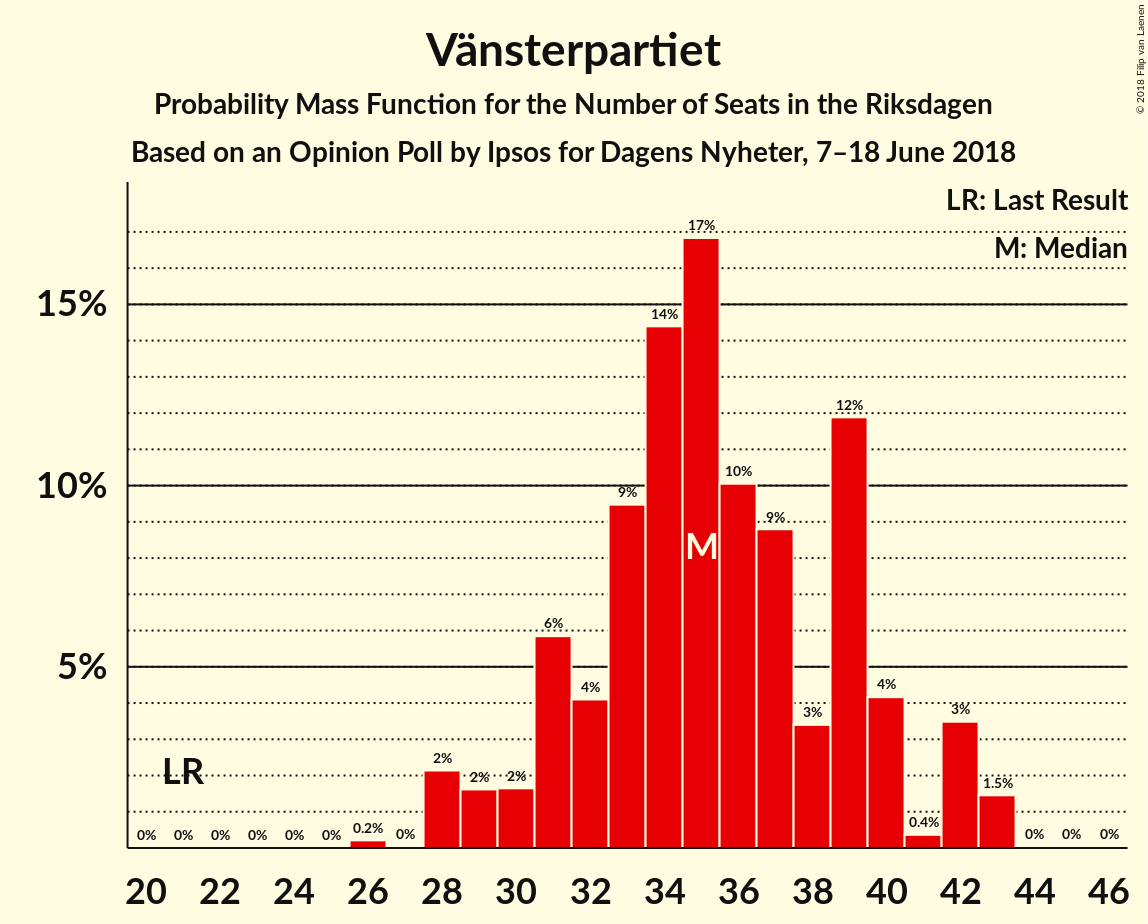 Vänsterpartiet
Probability Mass Function for the Number of Seats in the Riksdagen
Based on an Opinion Poll by Ipsos for Dagens Nyheter, 7–18 June 2018
© 2018 Filip van Laenen
LR: Last Result
M: Median
15%
10%
5%
LR
M
0% 0% 0% 0% 0% 0% 0.2% 0% 2% 2% 2% 6% 4% 9% 14% 17% 10% 9% 3% 12% 4% 0.4% 3% 1.5% 0% 0% 0%
20 22 24 26 28 30 32 34 36 38 40 42 44 46